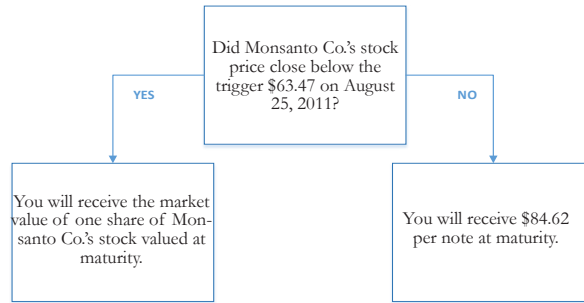 Did Monsanto Co.'s stock
price close below the
trigger $63.47 on August
25, 2011?
YES
NO
You will receive the market
value of one share of Mon-
santo Co.'s stock valued at
maturity.
You will receive $84.62
per note at maturity.